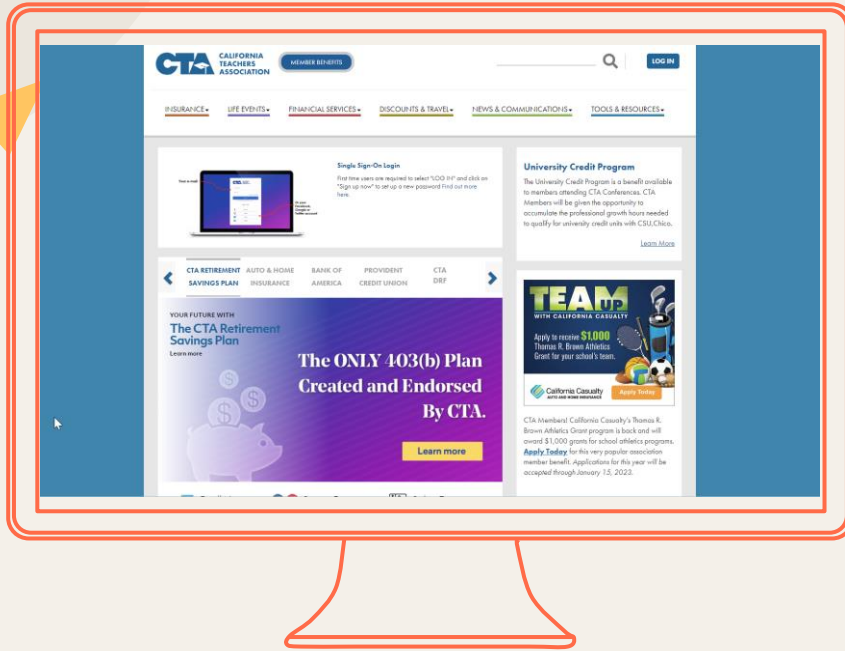 CTA CALIFORNIA
TEACHERS
ASSOCIATION
MEMBER BENEFITS
LOG IN
INSURANCE
LIFE EVENTS
FINANCIAL SERVICES
DISCOUNTS & TRAVEL
NEWS & COMMUNICATIONS
TOOLS & RESOURCES
Single Sign-On Login
First time users are required to select "LOG IN" and click on
"Sign up now" to set up a new password Find out more
here.
CTA RETIREMENT
SAVINGS PLAN
AUTO & HOME
INSURANCE
BANK OF
AMERICA
PROVIDENT
CREDIT UNION
CTA
DRF
YOUR FUTURE WITH
The CTA Retirement
Savings Plan
Learn more
The ONLY 403(b) Plan
Created and Endorsed
By CTA.
Learn more
University Credit Program
The University Credit Program is a benefit available
to members attending CTA Conferences. CTA
Members will be given the opportunity to
accumulate the professional growth hours needed
to qualify for university credit units with CSU,Chico.
Learn More
TEAM UP
WITH CALIFORNIA CASUALTY
Apply to receive $1,000
Thomas R. Brown Athletics
Grant for your school's team.
California Casualty
AUTO AND HOME INSURANCE
Apply Today
CTA Members! California Casualty's Thomas R.
Brown Athletics Grant program is back and will
award $1,000 grants for school athletics programs.
Apply Today for this very popular association
member benefit. Applications for this year will be
accepted through January 15, 2023.